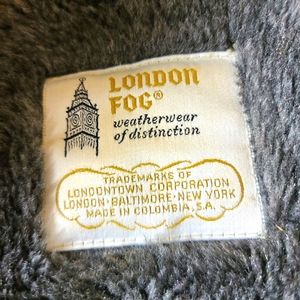 LONDON
FOG®
weatherwear
of distinction
TRADEMARKS OF
LONDONTOWN CORPORATION
LONDON · BALTIMORE · NEW YORK
MADE IN COLOMBIA, S.A.